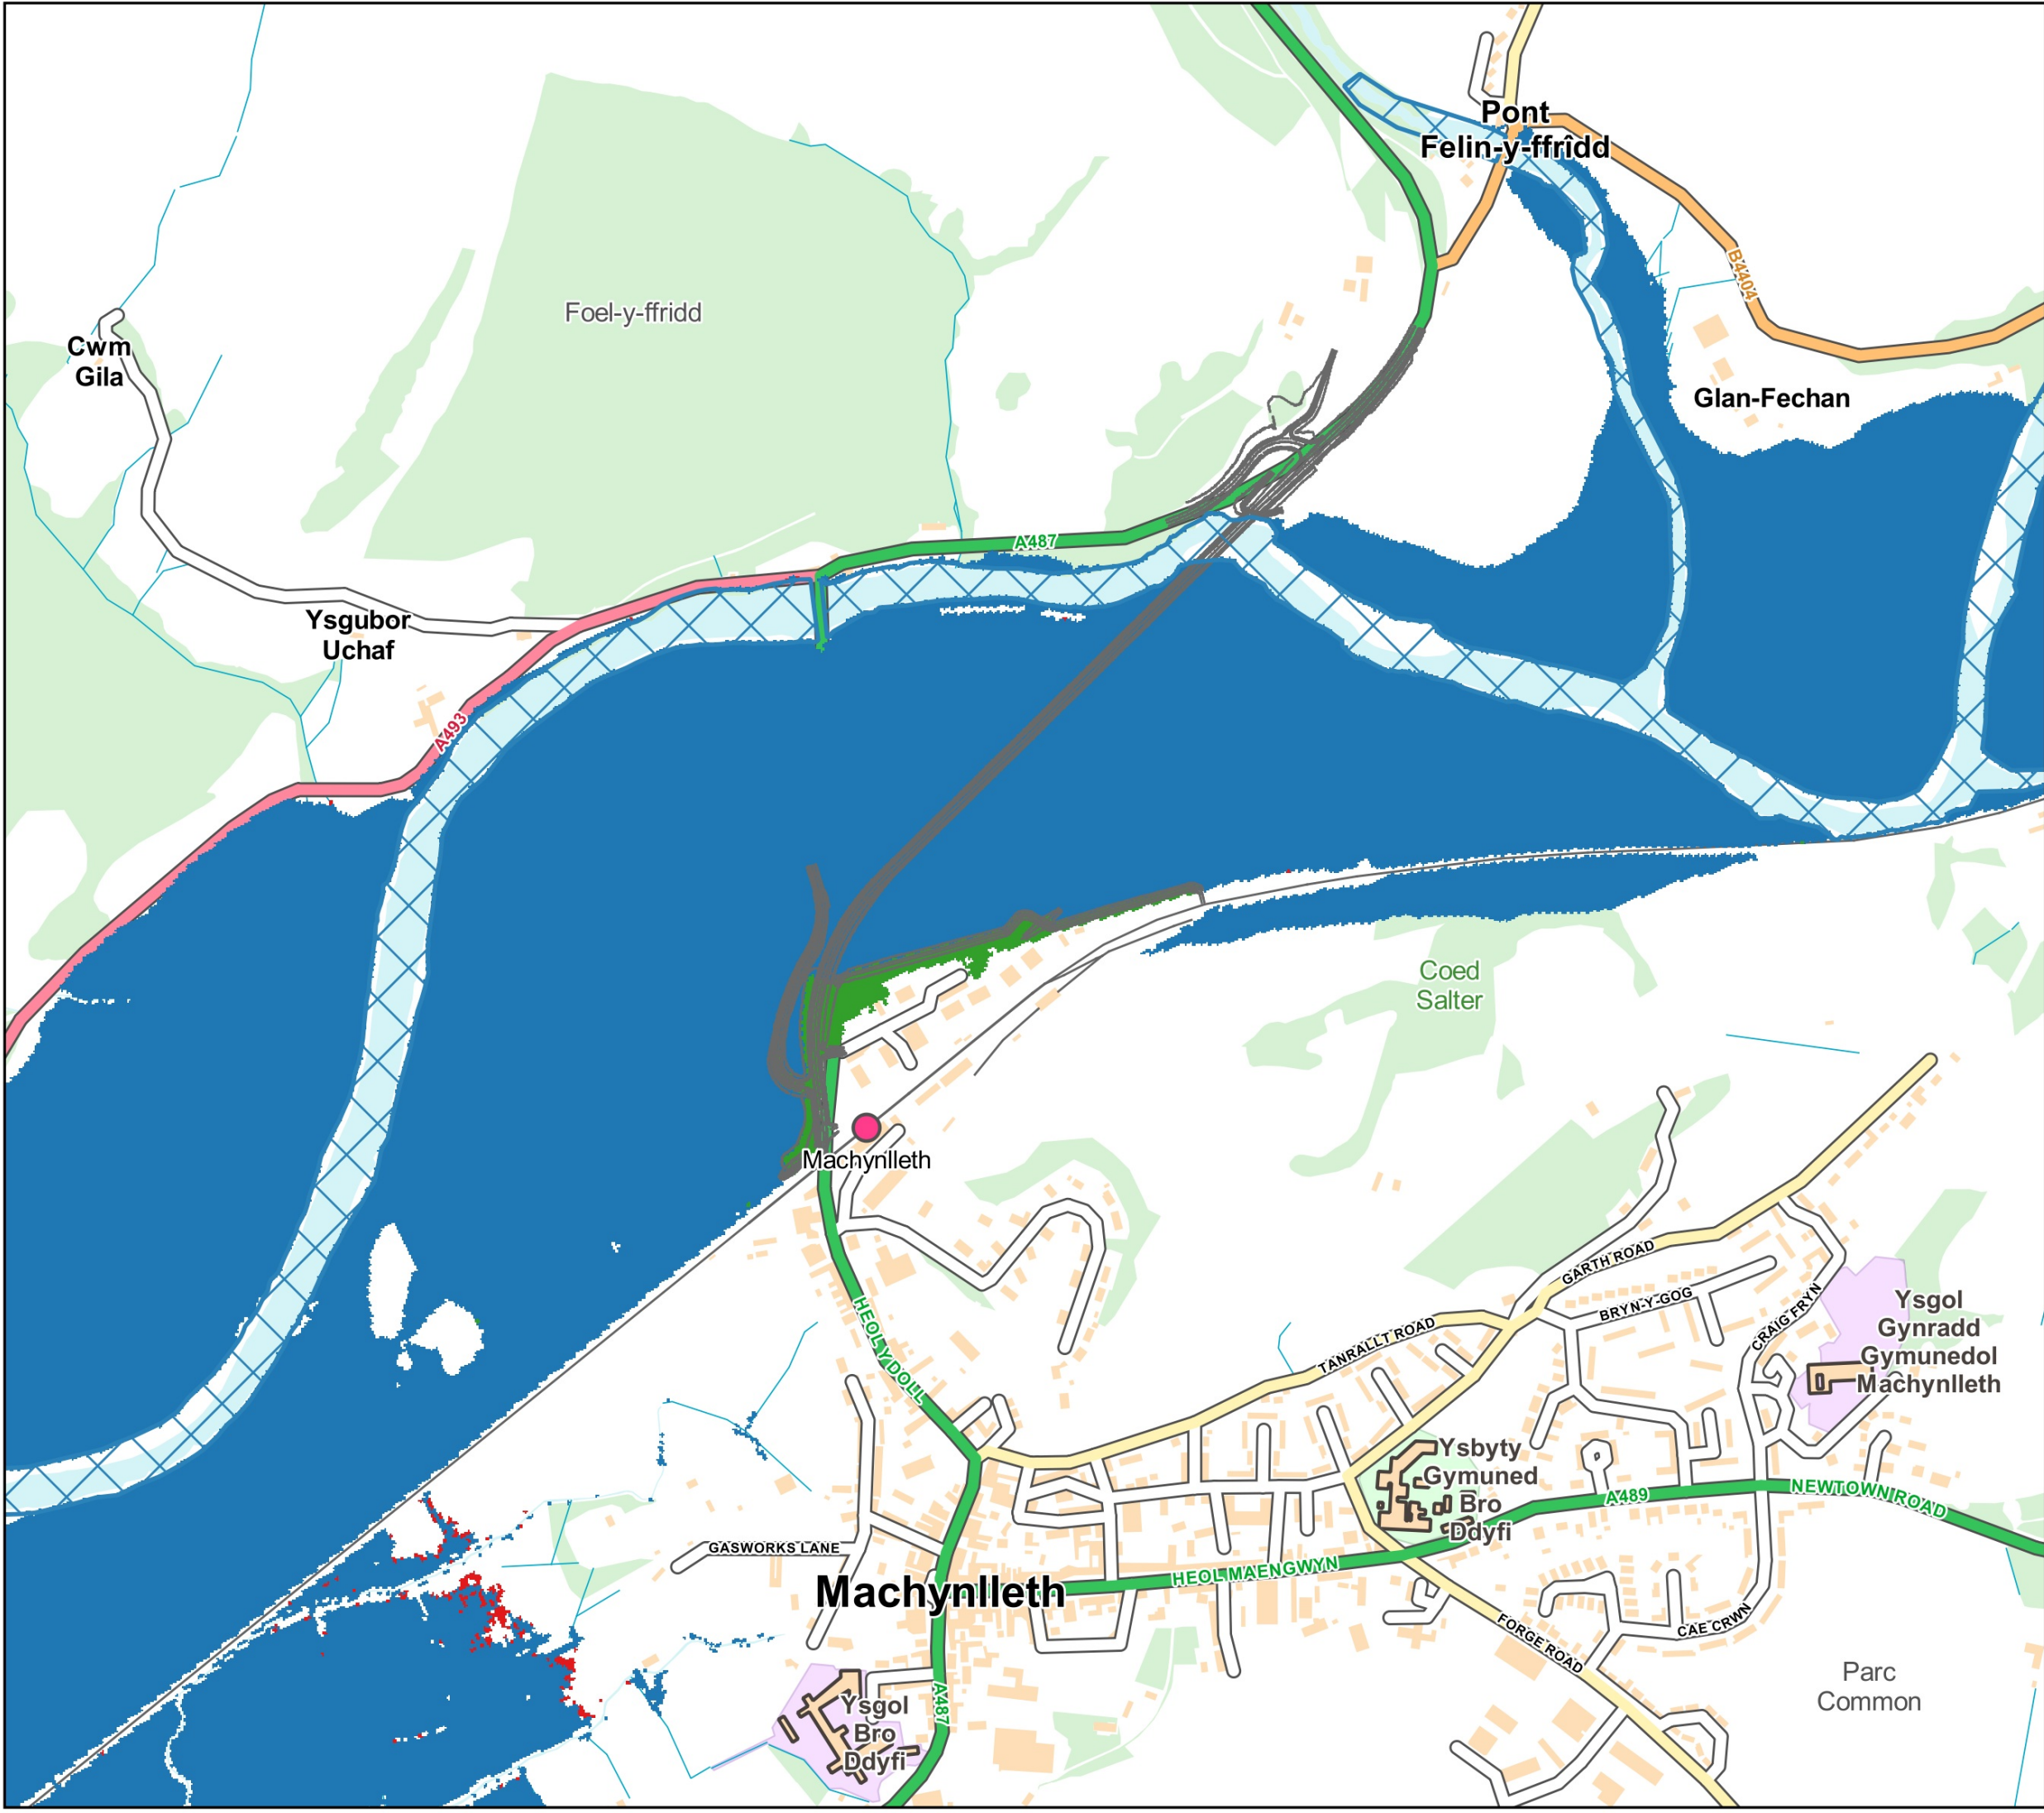 Pont
Felin-y-ffridd
B4404
Foel-y-ffridd
Cwm
Gila
Glan-Fechan
A487
Ysgubor
Uchaf
A493
Coed
Salter
Machynlleth
GARTH ROAD
BRYN-Y-GOG
CRAIG FRYN
Ysgol
Gynradd
Gymunedol
Machynlleth
HEOL Y DOLL
TANRALLT ROAD
Ysbyty
Gymuned
Bro
Ddyfi
A489
NEWTOWN ROAD
GASWORKS LANE
HEOL MAENGWYN
Machynlleth
FORGE ROAD
CAE CRWN
Parc
Common
Ysgol
Bro
Ddyfi
A487